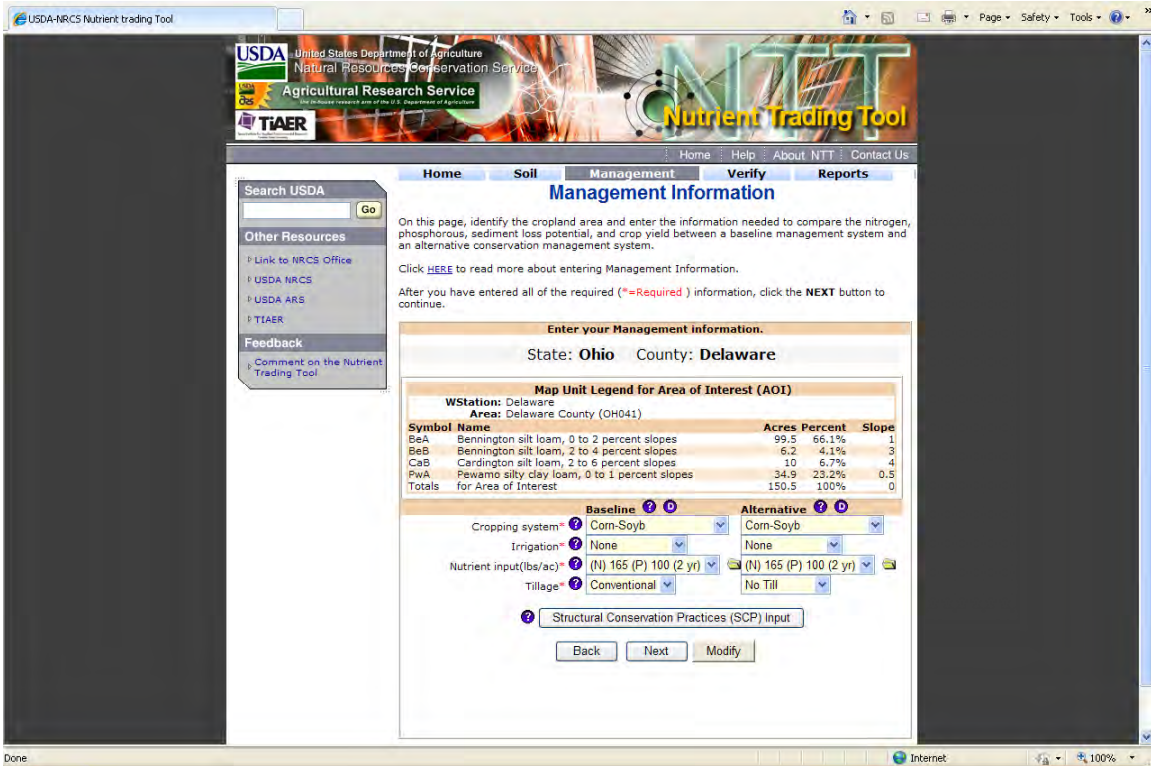 USDA-NRCS Nutrient trading Tool
Page Safety Tools
USDA United States Department of Agriculture
Natural Resources Conservation Service
Agricultural Research Service
the in-house research arm of the U.S. Department of Agriculture
TIAER
NTT
Nutrient Trading Tool
Home Help About NTT Contact Us
Home Soil Management Verify Reports
Search USDA
Go
Other Resources
Link to NRCS Office
USDA NRCS
USDA ARS
TIAER
Feedback
Comment on the Nutrient
Trading Tool
Management Information
On this page, identify the cropland area and enter the information needed to compare the nitrogen,
phosphorous, sediment loss potential, and crop yield between a baseline management system and
an alternative conservation management system.
Click HERE to read more about entering Management Information.
After you have entered all of the required (*=Required ) information, click the NEXT button to
continue.
Enter your Management information.
State: Ohio County: Delaware
Map Unit Legend for Area of Interest (AOI)
WStation: Delaware
Area: Delaware County (OH041)
Symbol Name Acres Percent Slope
BeA Bennington silt loam, 0 to 2 percent slopes 99.5 66.1% 1
BeB Bennington silt loam, 2 to 4 percent slopes 6.2 4.1% 3
CaB Cardington silt loam, 2 to 6 percent slopes 10 6.7% 4
PwA Pewamo silty clay loam, 0 to 1 percent slopes 34.9 23.2% 0.5
Totals for Area of Interest 150.5 100% 0
Baseline ? D Alternative ? D
Cropping system* ? Corn-Soyb Corn-Soyb
Irrigation* ? None None
Nutrient input(lbs/ac)* ? (N) 165 (P) 100 (2 yr) (N) 165 (P) 100 (2 yr)
Tillage* ? Conventional No Till
? Structural Conservation Practices (SCP) Input
Back Next Modify
Done Internet 100%